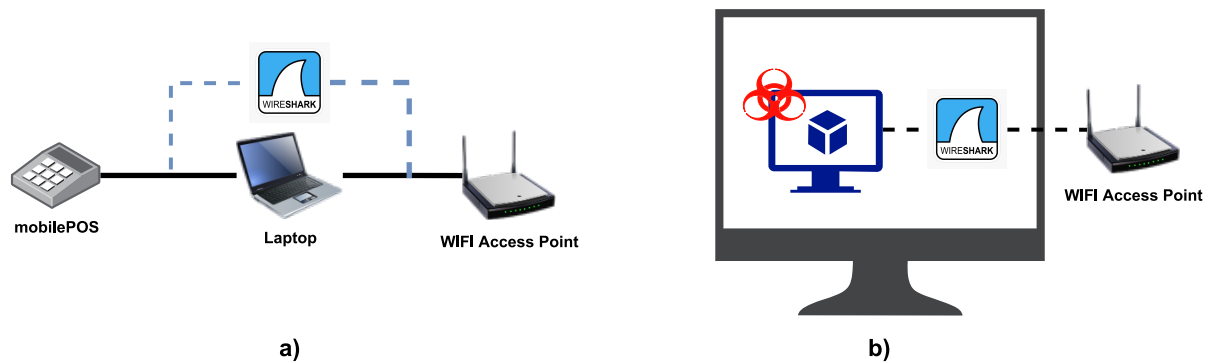 WIRESHARK
mobilePOS
Laptop
WIFI Access Point
a)
WIRESHARK
WIFI Access Point
b)